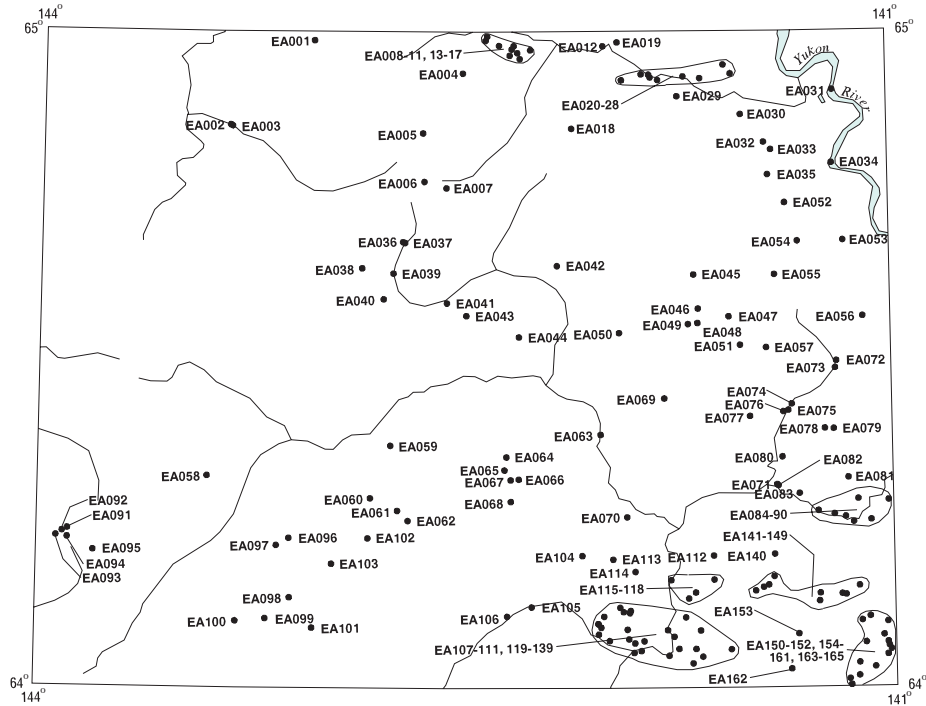 144°
141°
65°
65°
EA001
EA012
EA019
Yukon
EA008-11, 13-17
EA004
EA031
River
EA029
EA020-28
EA030
EA002
EA003
EA018
EA005
EA032
EA033
EA034
EA035
EA006
EA007
EA052
EA036
EA037
EA054
EA053
EA038
EA039
EA042
EA045
EA055
EA040
EA041
EA043
EA046
EA047
EA056
EA049
EA048
EA044
EA050
EA051
EA057
EA072
EA073
EA074
EA069
EA076
EA075
EA077
EA078
EA079
EA063
EA059
EA064
EA080
EA082
EA065
EA058
EA067
EA066
EA071
EA081
EA083
EA060
EA068
EA092
EA061
EA084-90
EA091
EA062
EA070
EA141-149
EA096
EA102
EA097
EA095
EA104
EA113
EA112
EA140
EA094
EA103
EA114
EA093
EA115-118
EA098
EA105
EA153
EA100
EA099
EA106
EA101
EA107-111, 119-139
EA150-152, 154-
161, 163-165
EA162
64°
64°
144°
141°